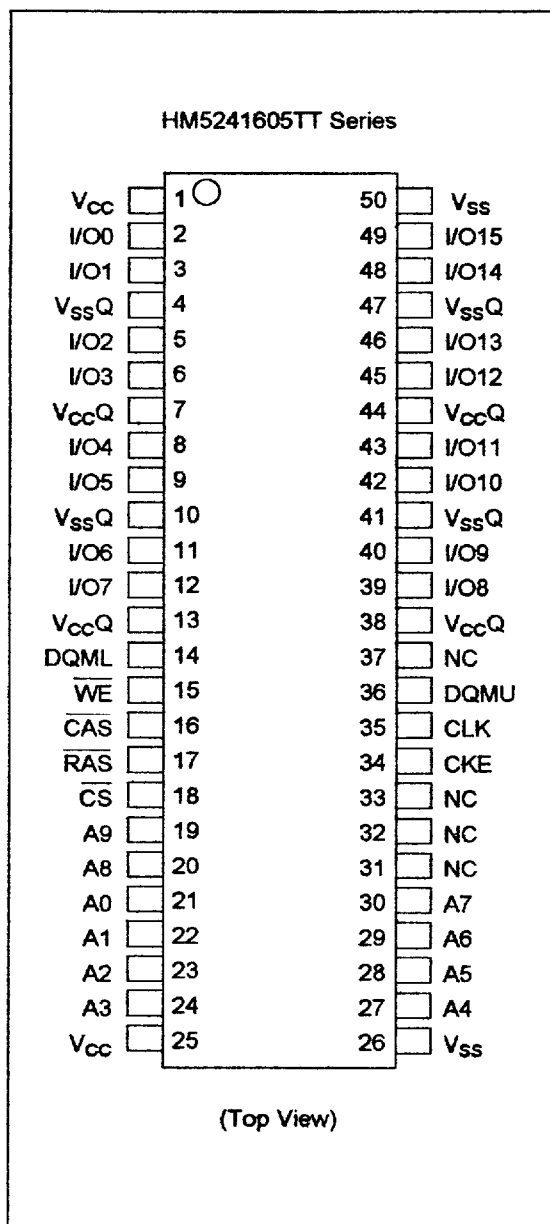 HM5241605TT Series
VCC 1 50 VSS
I/O0 2 49 I/O15
I/O1 3 48 I/O14
VSSQ 4 47 VSSQ
I/O2 5 46 I/O13
I/O3 6 45 I/O12
VCCQ 7 44 VCCQ
I/O4 8 43 I/O11
I/O5 9 42 I/O10
VSSQ 10 41 VSSQ
I/O6 11 40 I/O9
I/O7 12 39 I/O8
VCCQ 13 38 VCCQ
DQML 14 37 NC
W̅E̅ 15 36 DQMU
C̅A̅S̅ 16 35 CLK
R̅A̅S̅ 17 34 CKE
C̅S̅ 18 33 NC
A9 19 32 NC
A8 20 31 NC
A0 21 30 A7
A1 22 29 A6
A2 23 28 A5
A3 24 27 A4
VCC 25 26 VSS
(Top View)